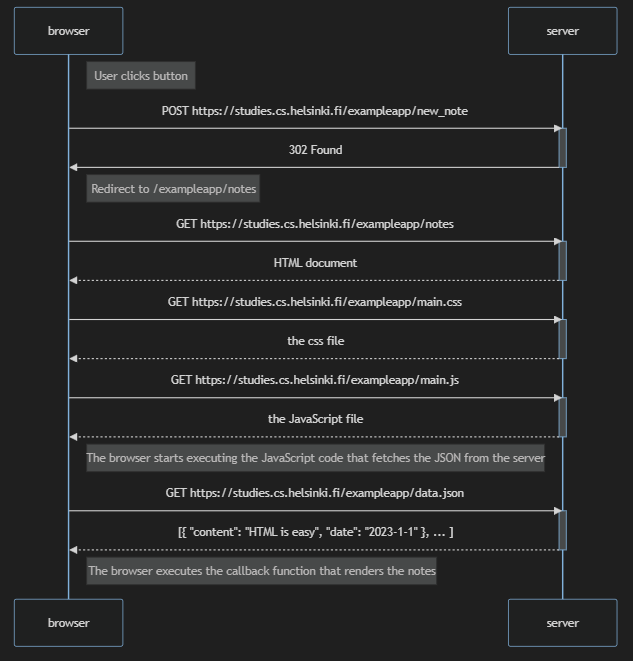 browser
server
User clicks button
POST https://studies.cs.helsinki.fi/exampleapp/new_note
302 Found
Redirect to /exampleapp/notes
GET https://studies.cs.helsinki.fi/exampleapp/notes
HTML document
GET https://studies.cs.helsinki.fi/exampleapp/main.css
the css file
GET https://studies.cs.helsinki.fi/exampleapp/main.js
the JavaScript file
The browser starts executing the JavaScript code that fetches the JSON from the server
GET https://studies.cs.helsinki.fi/exampleapp/data.json
[{ "content": "HTML is easy", "date": "2023-1-1" }, ... ]
The browser executes the callback function that renders the notes
browser
server